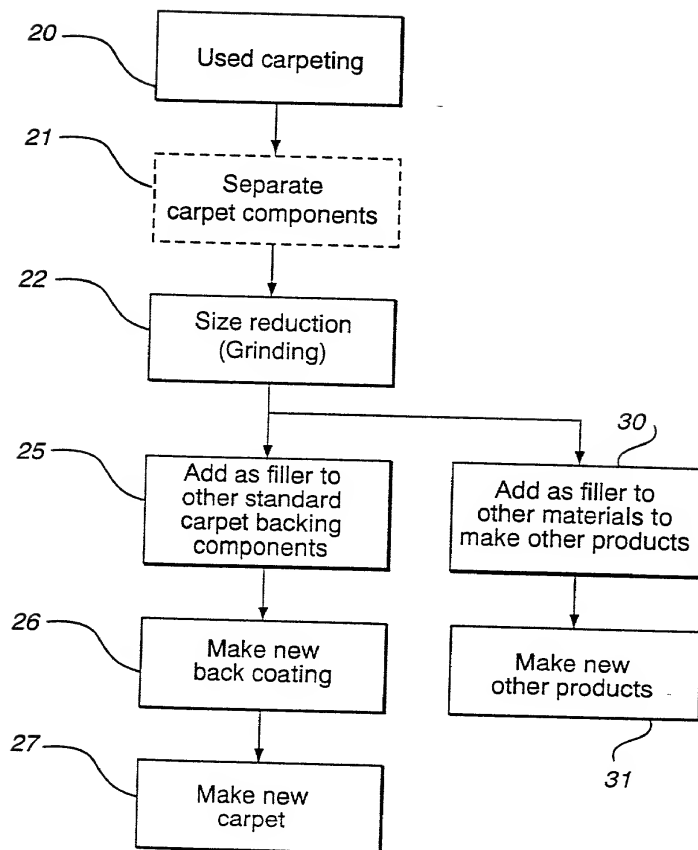 20
Used carpeting
21
Separate
carpet components
22
Size reduction
(Grinding)
25
Add as filler to
other standard
carpet backing
components
30
Add as filler to
other materials to
make other products
26
Make new
back coating
Make new
other products
31
27
Make new
carpet